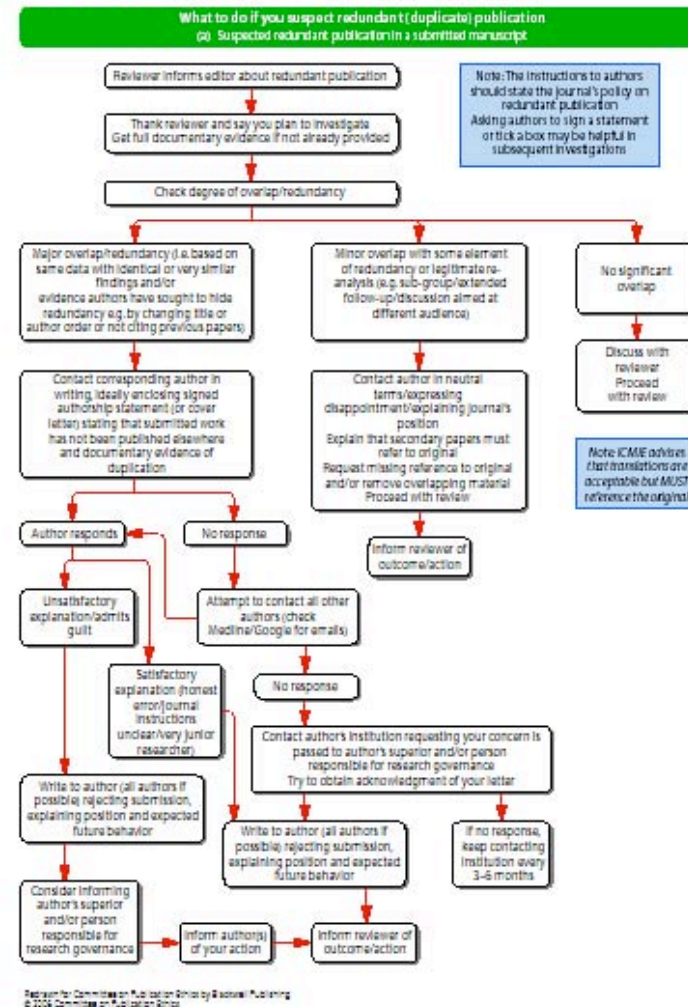 What to do if you suspect redundant (duplicate) publication
(a) Suspected redundant publication in a submitted manuscript
Reviewer informs editor about redundant publication
Note: The instructions to authors
should state the journal's policy on
redundant publication
Asking authors to sign a statement
or tick a box may be helpful in
subsequent investigations
Thank reviewer and say you plan to investigate
Get full documentary evidence if not already provided
Check degree of overlap/redundancy
Major overlap/redundancy (i.e. based on
same data with identical or very similar
findings and/or
evidence authors have sought to hide
redundancy e.g. by changing title or
author order or not citing previous papers)
Minor overlap with some element
of redundancy or legitimate re-
analysis (e.g. sub-group/extended
follow-up/discussion aimed at
different audience)
No significant
overlap
Discuss with
reviewer
Proceed
with review
Contact corresponding author in
writing, ideally enclosing signed
authorship statement (or cover
letter) stating that submitted work
has not been published elsewhere
and documentary evidence of
duplication
Contact author in neutral
terms/expressing
disappointment/explaining journal's
position
Explain that secondary papers must
refer to original
Request missing reference to original
and/or remove overlapping material
Proceed with review
Note ICMJE advises
that translations are
acceptable but MUST
reference the original
Author responds
No response
Inform reviewer of
outcome/action
Unsatisfactory
explanation/admits
guilt
Attempt to contact all other
authors (check
Medline/Google for emails)
Satisfactory
explanation (honest
error/journal
instructions
unclear/very junior
researcher)
No response
Contact author's institution requesting your concern is
passed to author's superior and/or person
responsible for research governance
Try to obtain acknowledgment of your letter
Write to author (all authors if
possible) rejecting submission,
explaining position and expected
future behavior
Write to author (all authors if
possible) rejecting submission,
explaining position and expected
future behavior
If no response,
keep contacting
institution every
3-6 months
Consider informing
author's superior
and/or person
responsible for
research governance
Inform author(s)
of your action
Inform reviewer of
outcome/action
Redrawn for Committee on Publication Ethics by Blackwell Publishing
© 2006 Committee on Publication Ethics